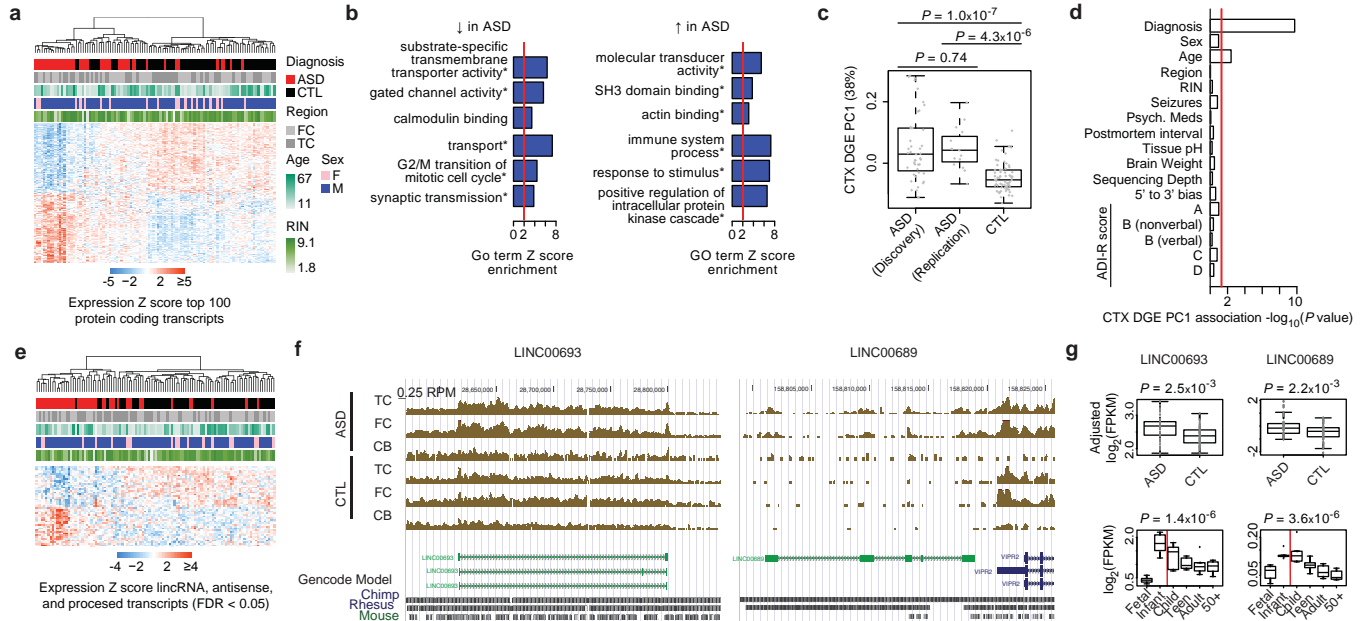 a
Diagnosis
ASD
CTL
Region
FC
TC
Age
Sex
67
F
M
11
RIN
9.1
1.8
-5 −2 2 ≥5
Expression Z score top 100
protein coding transcripts
b
↓ in ASD
substrate-specific
transmembrane
transporter activity*
gated channel activity*
calmodulin binding
transport*
G2/M transition of
mitotic cell cycle*
synaptic transmission*
0 2 8
Go term Z score
enrichment
↑ in ASD
molecular transducer
activity*
SH3 domain binding*
actin binding*
immune system
process*
response to stimulus*
positive regulation of
intracellular protein
kinase cascade*
0 2 8
GO term Z score
enrichment
c
P = 1.0x10-7
P = 4.3x10-6
P = 0.74
CTX DGE PC1 (38%)
0.2
0.0
ASD
(Discovery)
ASD
(Replication)
CTL
d
Diagnosis
Sex
Age
Region
RIN
Seizures
Psych. Meds
Postmortem interval
Tissue pH
Brain Weight
Sequencing Depth
5' to 3' bias
ADI-R score
A
B (nonverbal)
B (verbal)
C
D
2 10
CTX DGE PC1 association -log10(P value)
e
−4 −2 2 ≥4
Expression Z score lincRNA, antisense,
and procesed transcripts (FDR < 0.05)
f
LINC00693
LINC00689
0.25 RPM
28,650,000
28,700,000
28,750,000
28,800,000
158,805,000
158,810,000
158,815,000
158,820,000
158,825,000
ASD
TC
FC
CB
CTL
TC
FC
CB
LINC00693
LINC00693
LINC00693
LINC00689
VIPR2
VIPR2
VIPR2
Gencode Model
Chimp
Rhesus
Mouse
g
LINC00693
LINC00689
P = 2.5x10-3
P = 2.2x10-3
Adjusted
log2(FPKM)
3.0
2.0
2
-2
ASD
CTL
ASD
CTL
P = 1.4x10-6
P = 3.6x10-6
log2(FPKM)
2.0
0.5
0.15
0.05
Fetal
Infant
Child
Teen
Adult
50+
Fetal
Infant
Child
Teen
Adult
50+